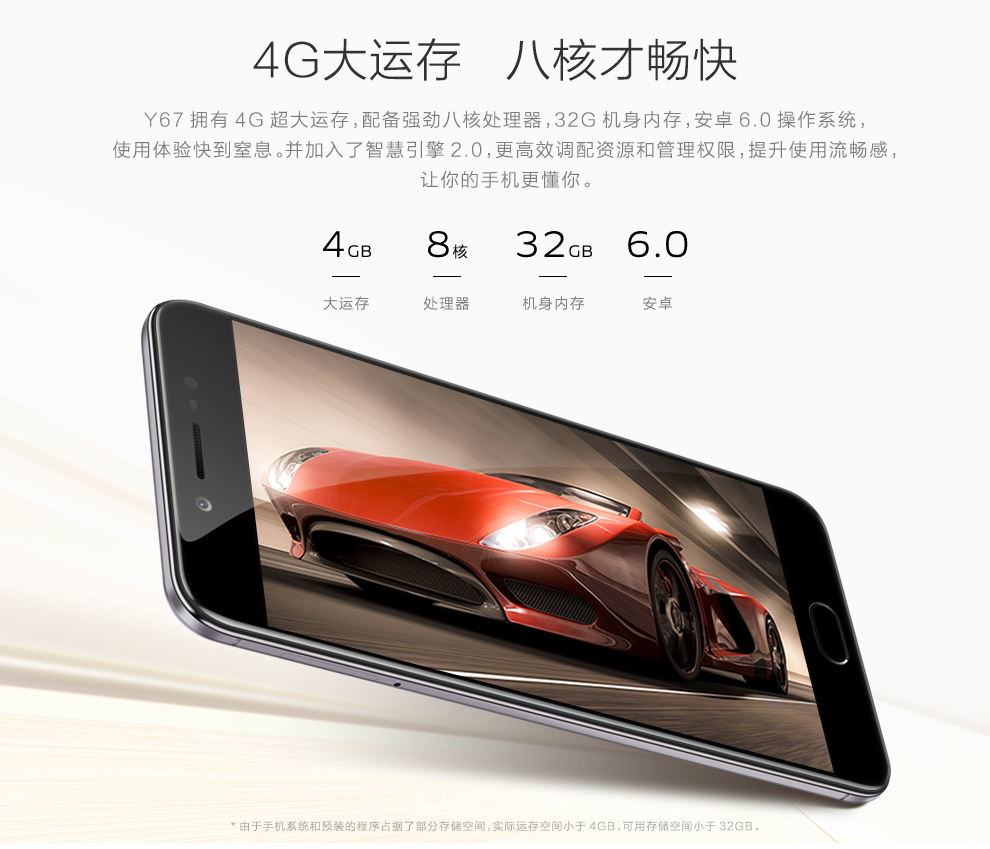 4G大运存 八核才畅快
Y67 拥有 4G 超大运存，配备强劲八核处理器，32G 机身内存，安卓 6.0 操作系统，
使用体验快到窒息。并加入了智慧引擎 2.0，更高效调配资源和管理权限，提升使用流畅感，
让你的手机更懂你。
4GB 8核 32GB 6.0
大运存 处理器 机身内存 安卓
* 由于手机系统和预装的程序占据了部分存储空间，实际运存空间小于 4GB，可用存储空间小于 32GB。